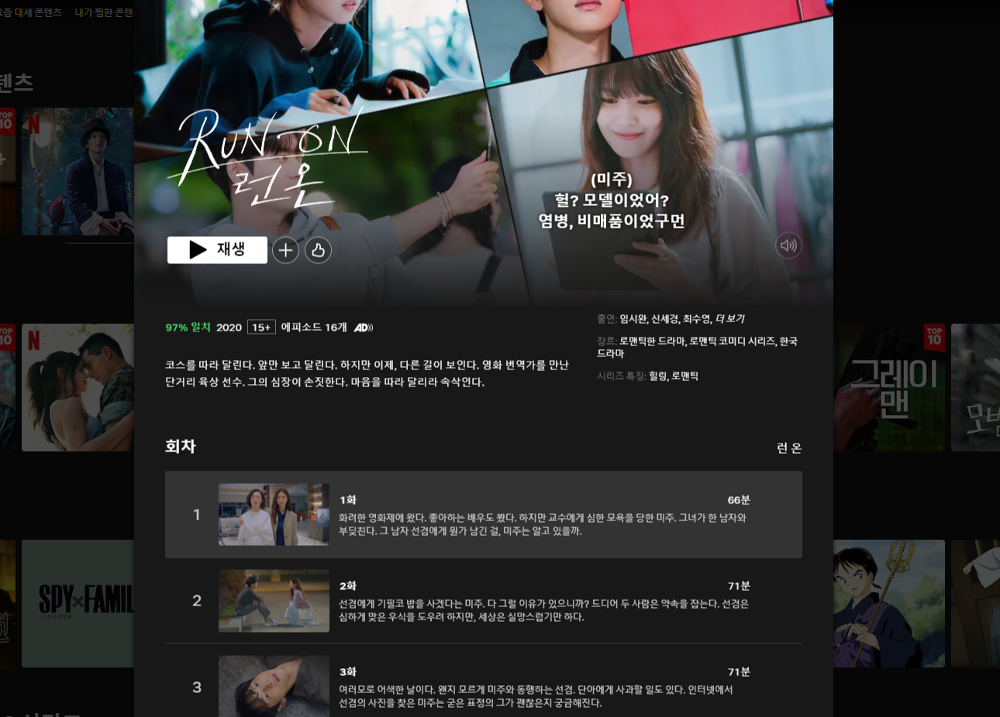 요즘 대세 콘텐츠 내가 찜한 콘텐
텐츠
TOP
10
N
RUN ON
런 온
(미주)
헐? 모델이었어?
염병, 비매품이었구먼
재생
97% 일치 2020 15+ 에피소드 16개 AD
출연: 임시완, 신세경, 최수영, 더 보기
장르: 로맨틱한 드라마, 로맨틱 코미디 시리즈, 한국
드라마
시리즈 특징: 힐링, 로맨틱
코스를 따라 달린다. 앞만 보고 달린다. 하지만 이제, 다른 길이 보인다. 영화 번역가를 만난
단거리 육상 선수. 그의 심장이 손짓한다. 마음을 따라 달리라 속삭인다.
TOP
10
N
TOP
10
그레이
맨
모범
회차
런 온
1
1화
66분
화려한 영화제에 왔다. 좋아하는 배우도 봤다. 하지만 교수에게 심한 모욕을 당한 미주. 그녀가 한 남자와
부딪친다. 그 남자 선겸에게 뭔가 남긴 걸, 미주는 알고 있을까.
2
2화
71분
선겸에게 기필코 밥을 사겠다는 미주. 다 그럴 이유가 있으니까? 드디어 두 사람은 약속을 잡는다. 선겸은
심하게 맞은 우식을 도우려 하지만, 세상은 실망스럽기만 하다.
SPY×FAMIL
3
3화
71분
여러모로 어색한 날이다. 왠지 모르게 미주와 동행하는 선겸. 단아에게 사과할 일도 있다. 인터넷에서
선겸의 사진을 찾은 미주는 굳은 표정의 그가 괜찮은지 궁금해진다.